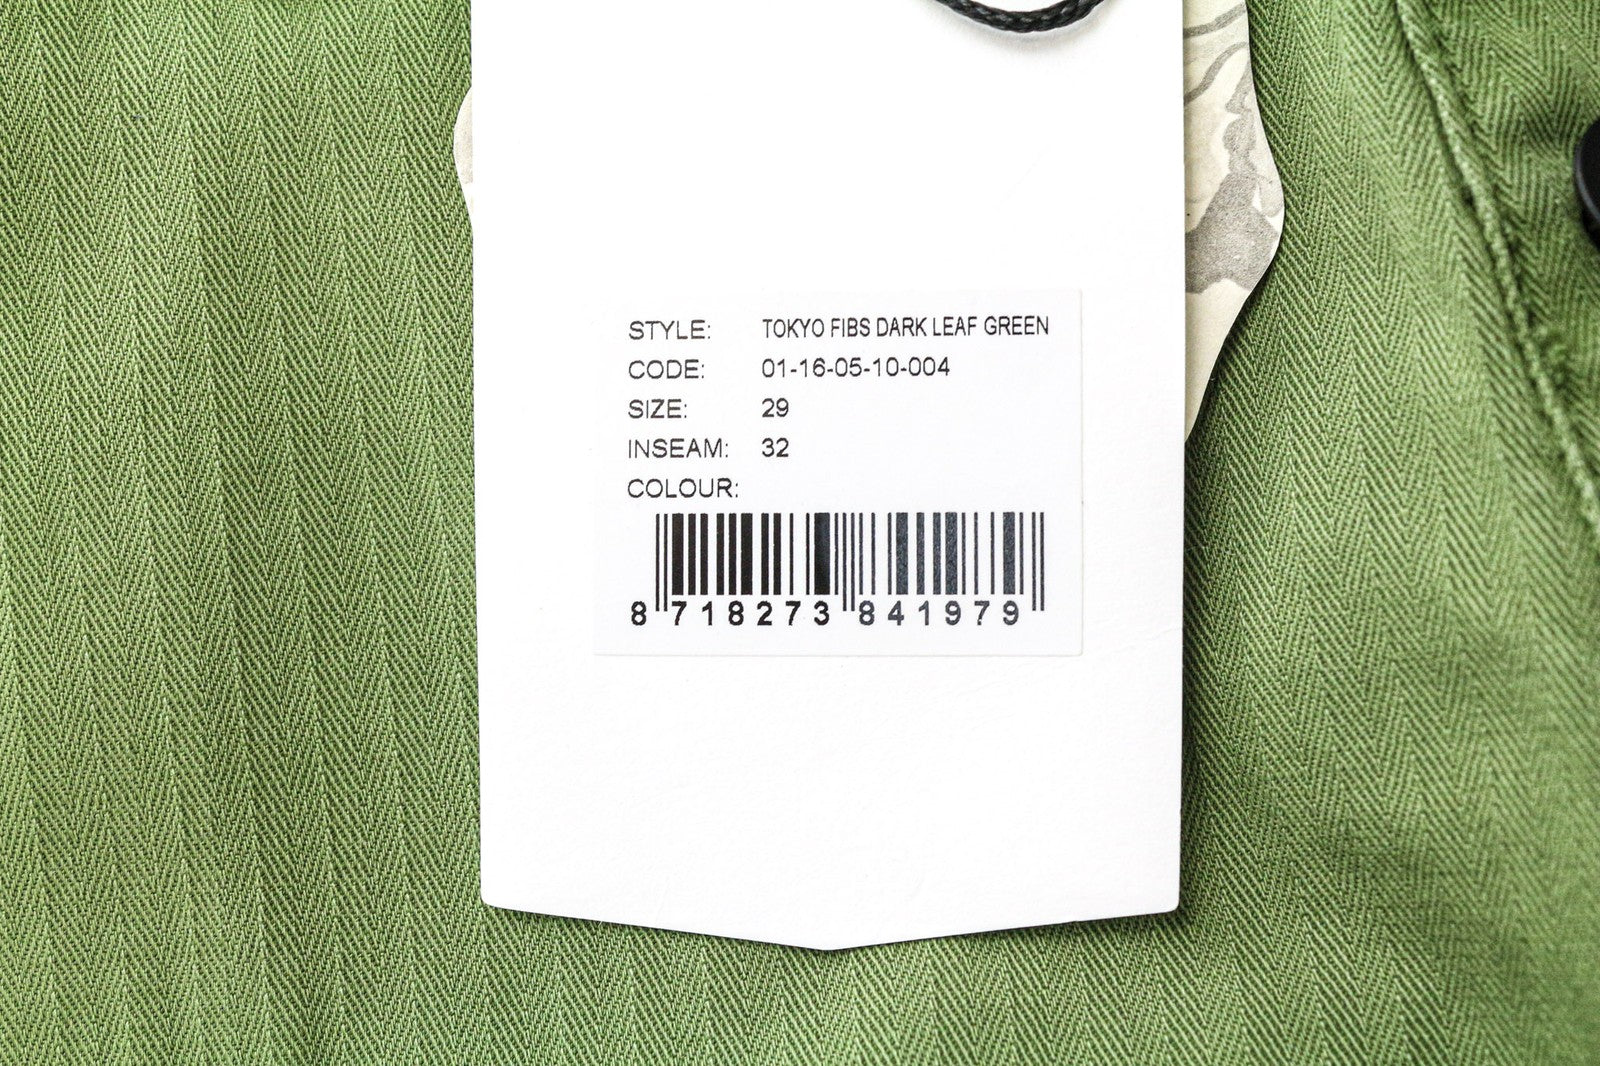 STYLE: TOKYO FIBS DARK LEAF GREEN
CODE: 01-16-05-10-004
SIZE: 29
INSEAM: 32
COLOUR:
8 718273 841979